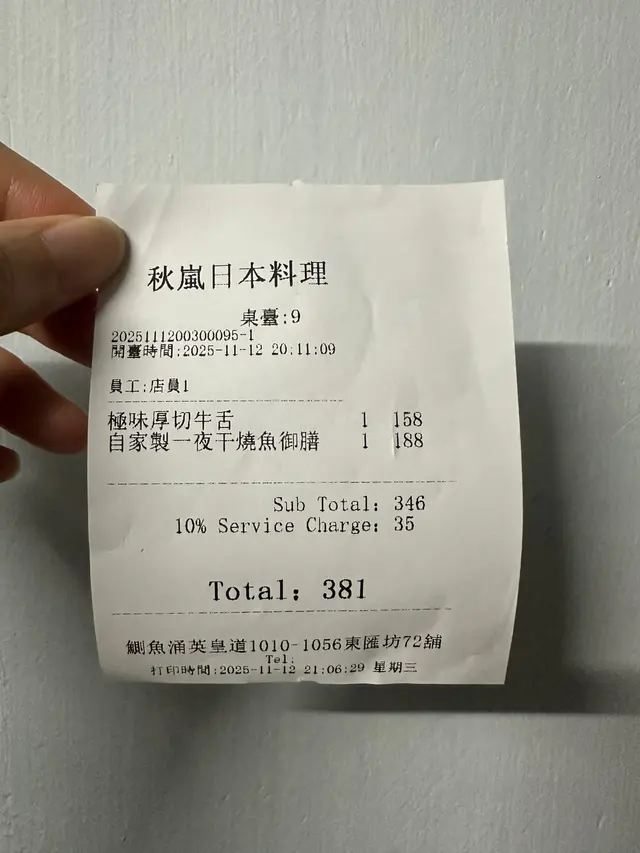 秋嵐日本料理
桌臺:9
2025111200300095-1
開臺時間:2025-11-12 20:11:09
員工:店員1
極味厚切牛舌 1 158
自家製一夜干燒魚御膳 1 188
Sub Total: 346
10% Service Charge: 35
Total: 381
鰂魚涌英皇道1010-1056東匯坊72舖
Tel:
打印時間:2025-11-12 21:06:29 星期三